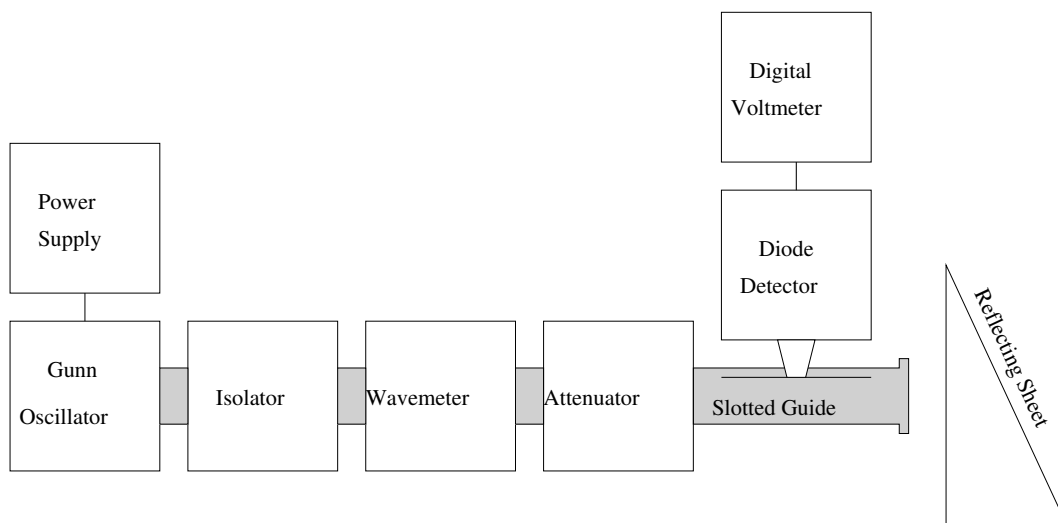 Digital
Voltmeter
Power
Supply
Diode
Detector
Reflecting Sheet
Gunn
Oscillator
Isolator
Wavemeter
Attenuator
Slotted Guide